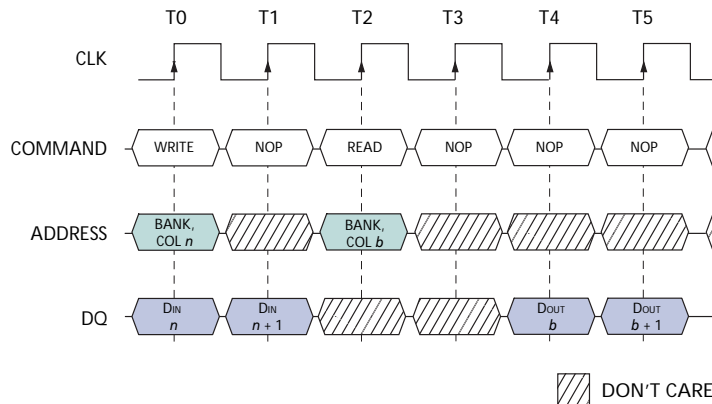 T0 T1 T2 T3 T4 T5
CLK
COMMAND WRITE NOP READ NOP NOP NOP
ADDRESS BANK, COL n BANK, COL b
DQ DIN n DIN n + 1 DOUT b DOUT b + 1
DON'T CARE